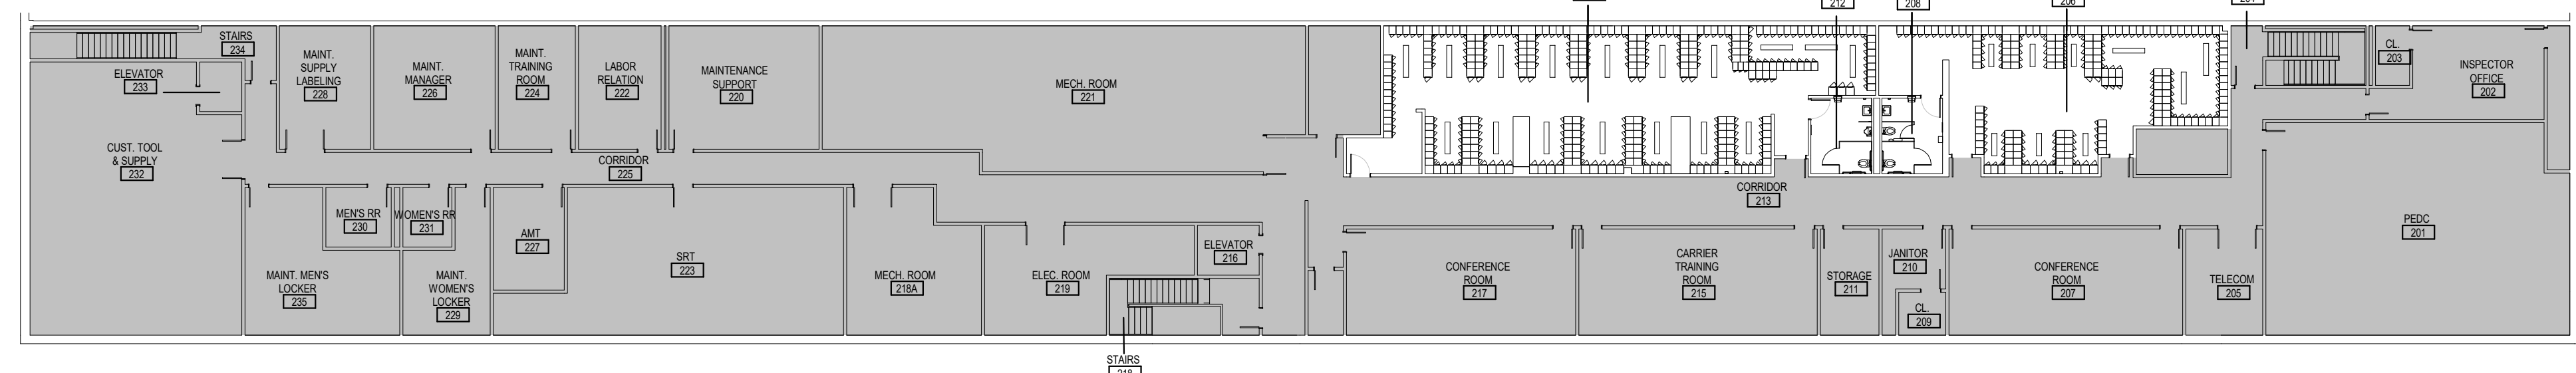 212
208
206
STAIRS
234
ELEVATOR
233
MAINT.
SUPPLY
LABELING
228
MAINT.
MANAGER
226
MAINT.
TRAINING
ROOM
224
LABOR
RELATION
222
MAINTENANCE
SUPPORT
220
MECH. ROOM
221
CL.
203
INSPECTOR
OFFICE
202
CUST. TOOL
& SUPPLY
232
CORRIDOR
225
CORRIDOR
213
MEN'S RR
230
WOMEN'S RR
231
AMT
227
SRT
223
MAINT. MEN'S
LOCKER
235
MAINT.
WOMEN'S
LOCKER
229
MECH. ROOM
218A
ELEC. ROOM
219
ELEVATOR
216
STAIRS
218
CONFERENCE
ROOM
217
CARRIER
TRAINING
ROOM
215
STORAGE
211
JANITOR
210
CL.
209
CONFERENCE
ROOM
207
TELECOM
205
PEDC
201